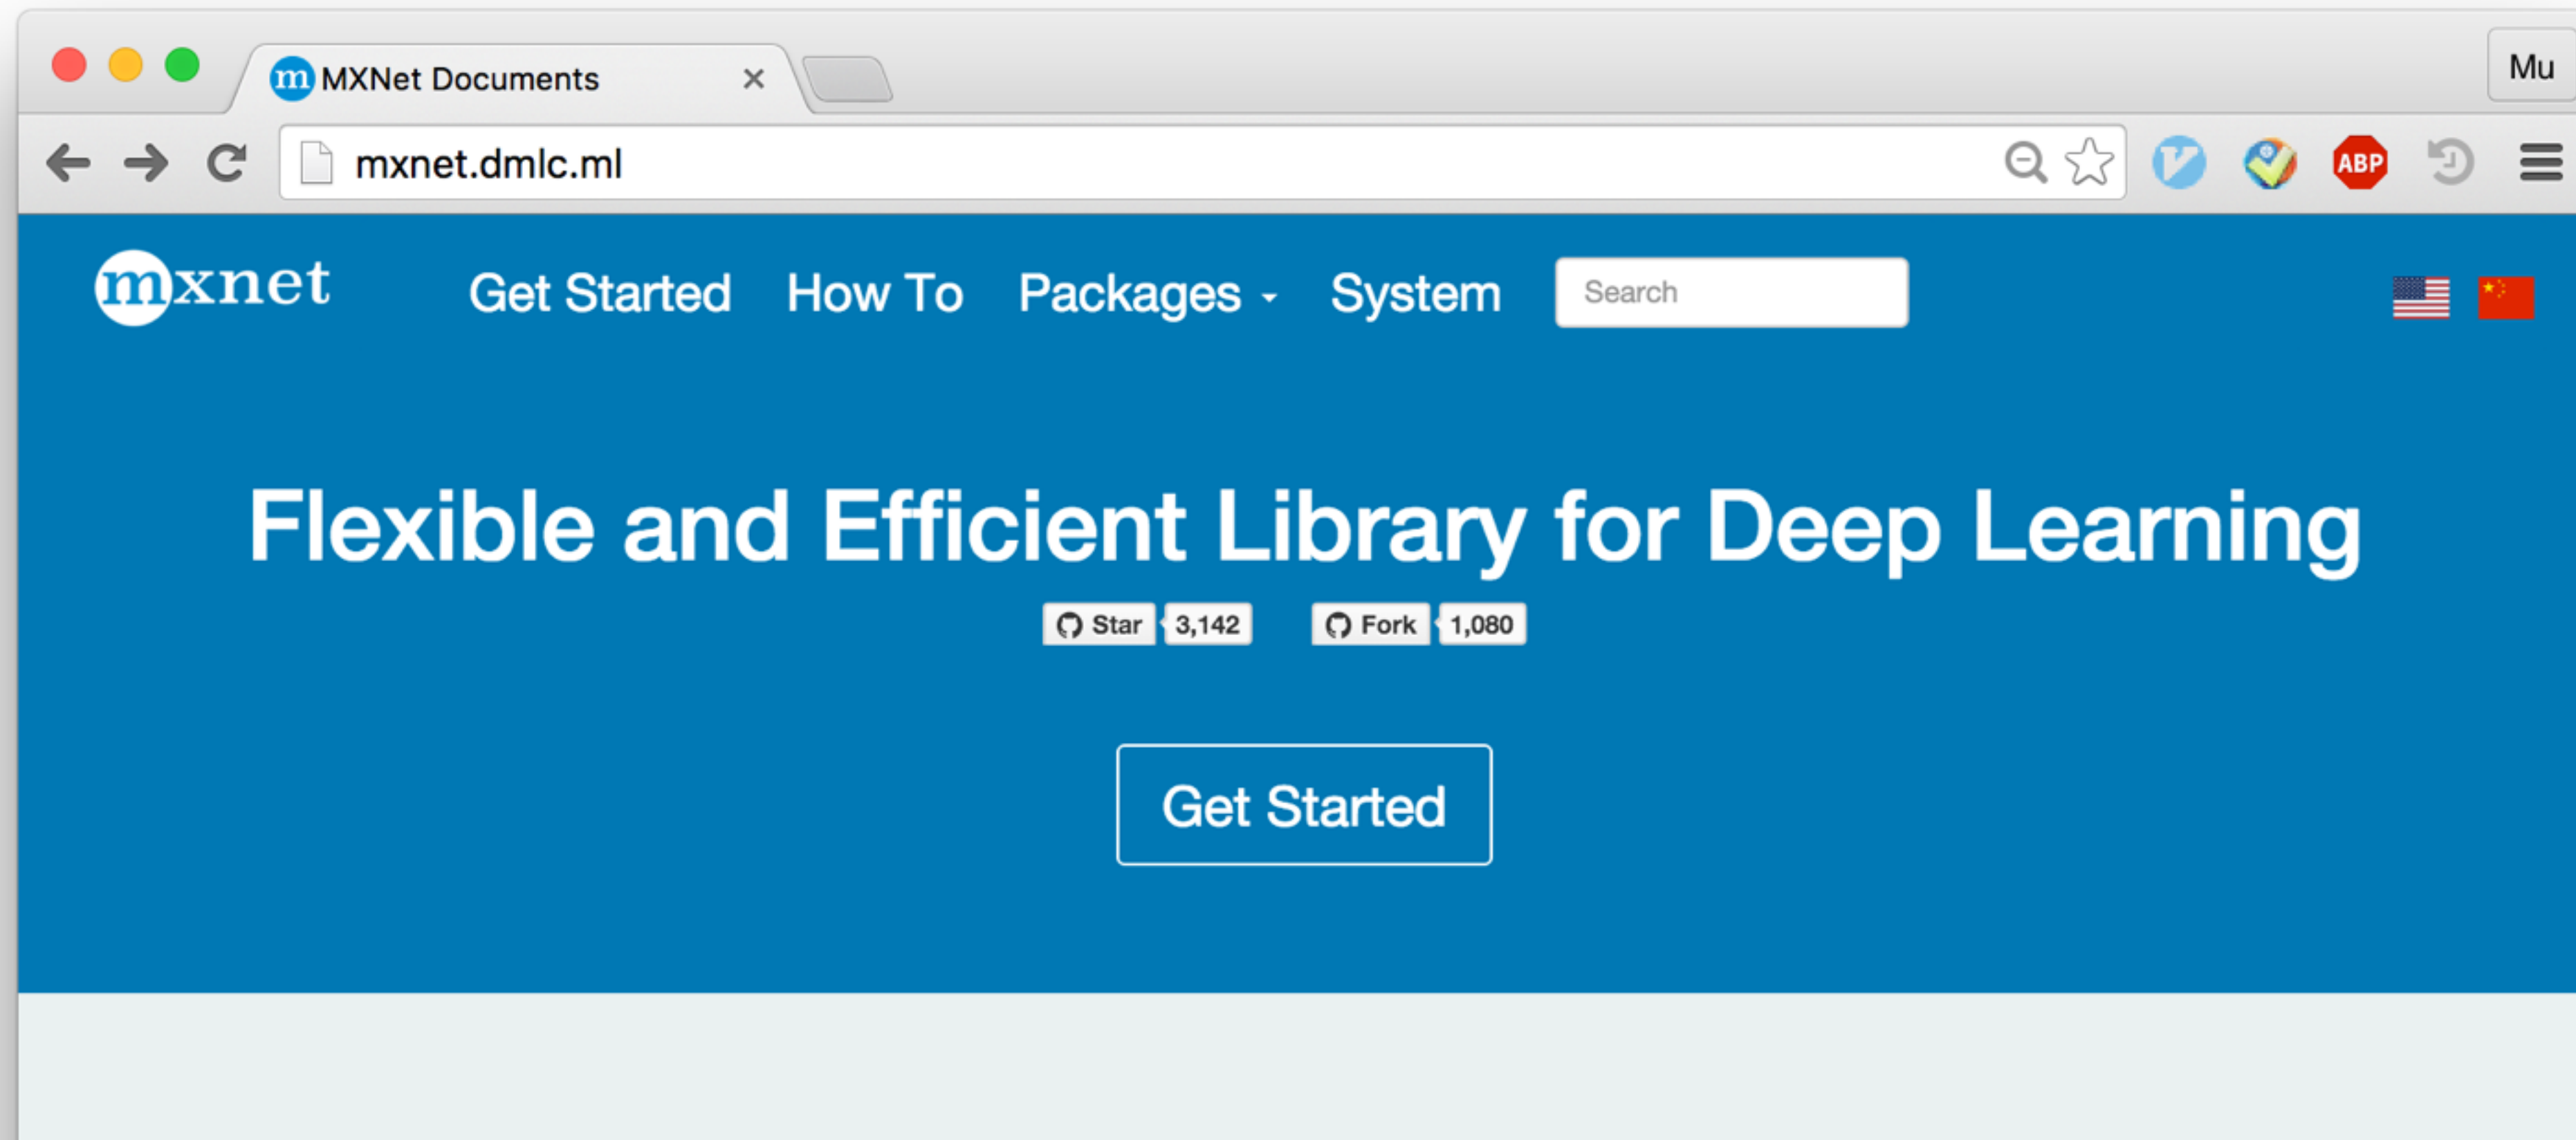 MXNet Documents
Mu
mxnet.dmlc.ml
ABP
mxnet Get Started How To Packages System Search
Flexible and Efficient Library for Deep Learning
Star 3,142 Fork 1,080
Get Started